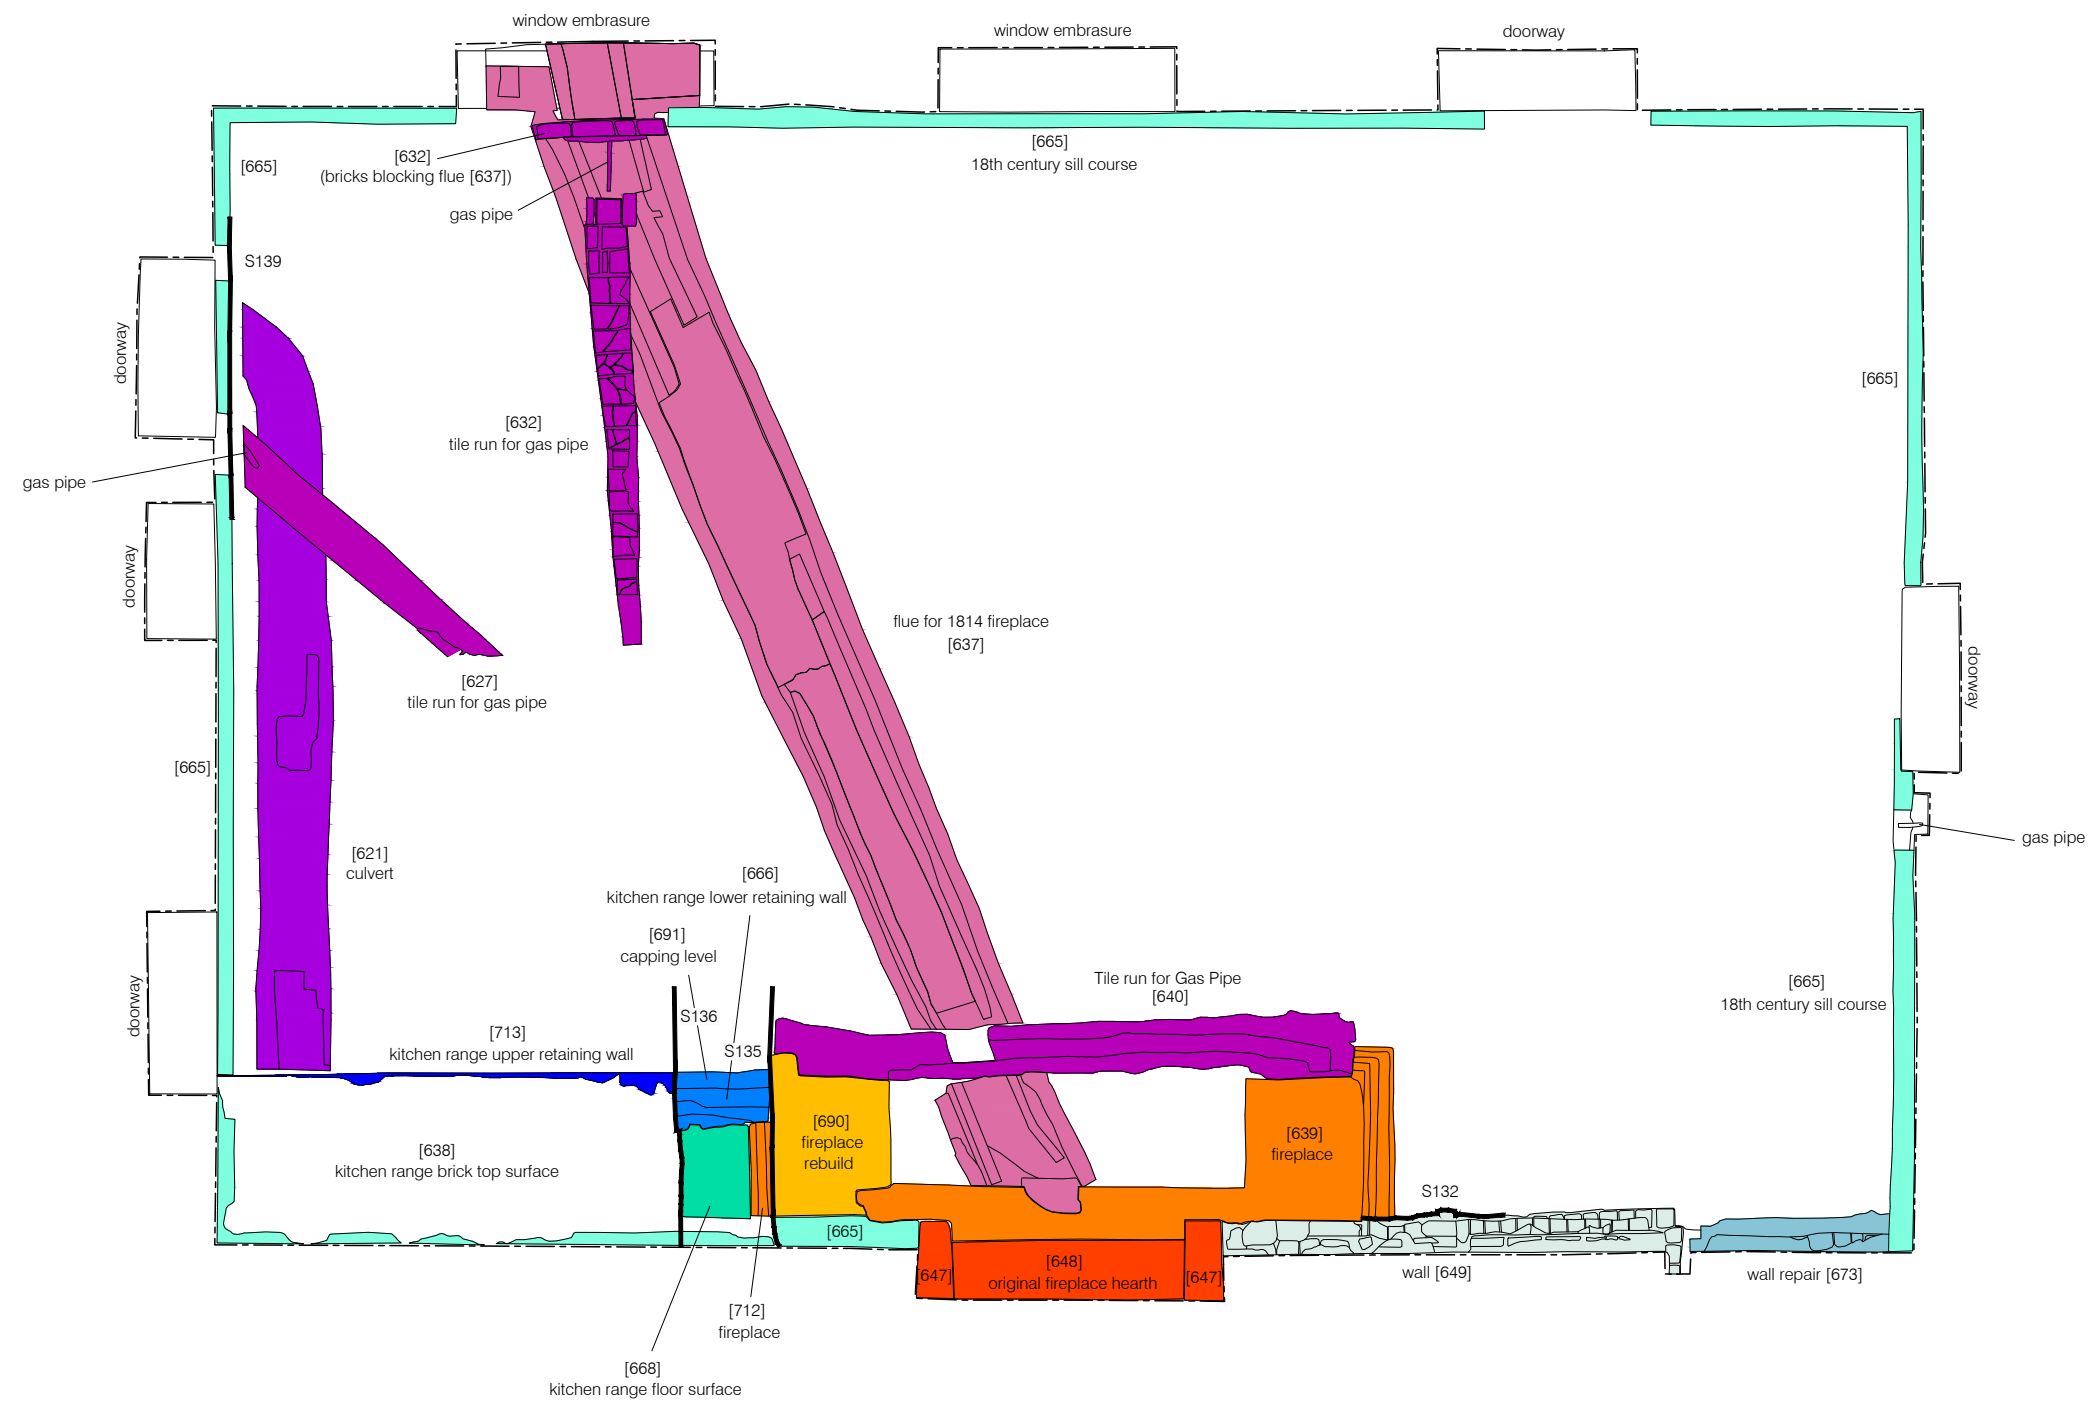 window embrasure
window embrasure
doorway
[665]
[632]
(bricks blocking flue [637])
gas pipe
[665]
18th century sill course
S139
doorway
[665]
[632]
tile run for gas pipe
gas pipe
doorway
flue for 1814 fireplace
[637]
doorway
[627]
tile run for gas pipe
[665]
gas pipe
[621]
culvert
[666]
kitchen range lower retaining wall
[691]
capping level
doorway
Tile run for Gas Pipe
[640]
[665]
18th century sill course
S136
[713]
kitchen range upper retaining wall
S135
[690]
fireplace
rebuild
[639]
fireplace
[638]
kitchen range brick top surface
S132
[665]
[647]
[648]
original fireplace hearth
[647]
wall [649]
wall repair [673]
[712]
fireplace
[668]
kitchen range floor surface